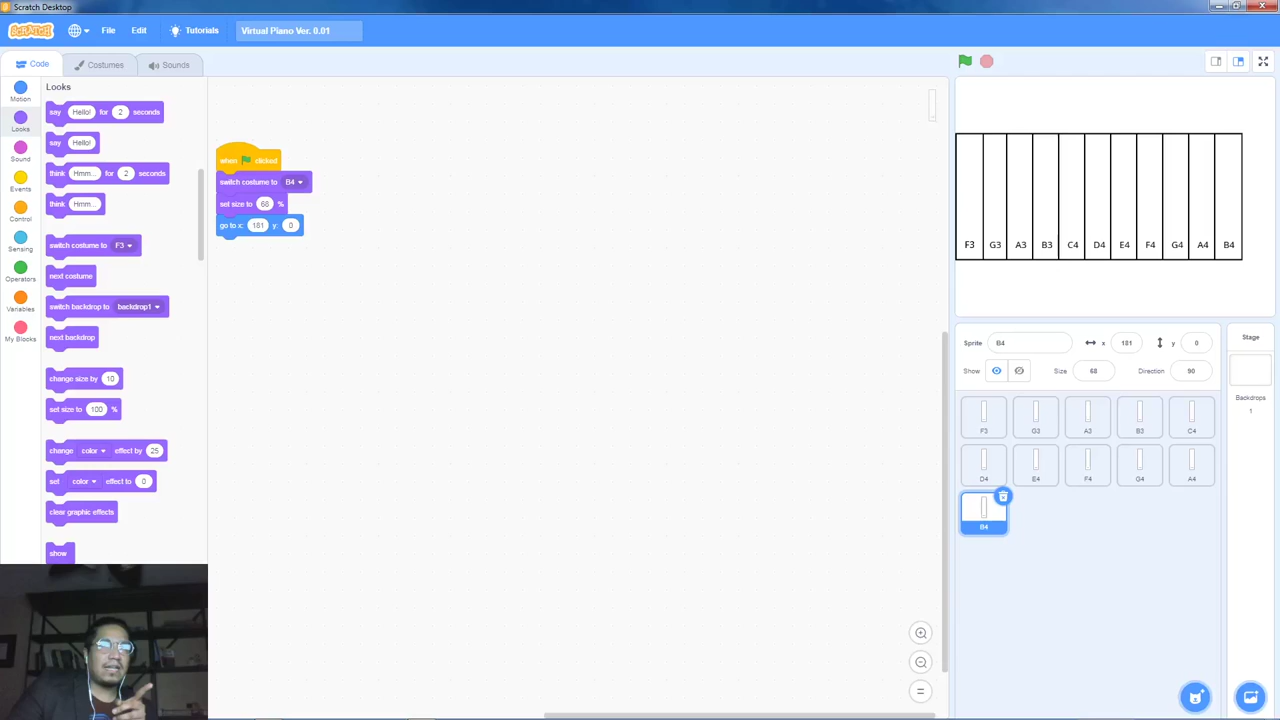 Scratch Desktop
SCRATCH File Edit Tutorials Virtual Piano Ver. 0.01
Code Costumes Sounds
Motion
Looks
Sound
Events
Control
Sensing
Operators
Variables
My Blocks
Looks
say Hello! for 2 seconds
say Hello!
think Hmm... for 2 seconds
think Hmm...
switch costume to F3
next costume
switch backdrop to backdrop1
next backdrop
change size by 10
set size to 100 %
change color effect by 25
set color effect to 0
clear graphic effects
show
when clicked
switch costume to B4
set size to 68 %
go to x: 181 y: 0
F3 G3 A3 B3 C4 D4 E4 F4 G4 A4 B4
Sprite B4 x 181 y 0
Show Size 68 Direction 90
F3 G3 A3 B3 C4
D4 E4 F4 G4 A4
B4
Stage
Backdrops
1